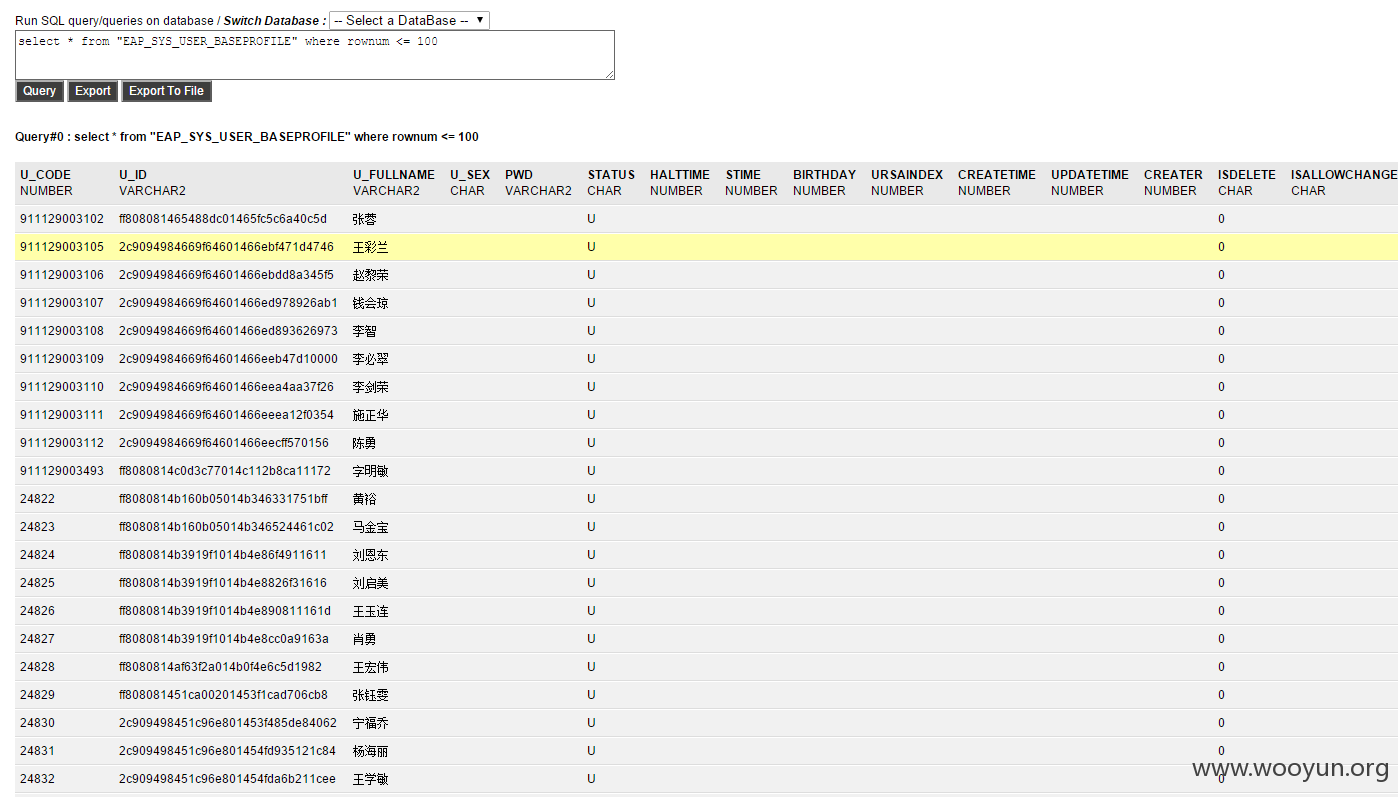 Run SQL query/queries on database / Switch Database : -- Select a DataBase --
select * from "EAP_SYS_USER_BASEPROFILE" where rownum <= 100
Query Export Export To File
Query#0 : select * from "EAP_SYS_USER_BASEPROFILE" where rownum <= 100
U_CODE U_ID U_FULLNAME U_SEX PWD STATUS HALTTIME STIME BIRTHDAY URSAINDEX CREATETIME UPDATETIME CREATER ISDELETE ISALLOWCHANGE
NUMBER VARCHAR2 VARCHAR2 CHAR VARCHAR2 CHAR NUMBER NUMBER NUMBER NUMBER NUMBER NUMBER NUMBER CHAR CHAR
911129003102 ff808081465488dc01465fc5c6a40c5d 张蓉 U 0
911129003105 2c9094984669f64601466ebf471d4746 王彩兰 U 0
911129003106 2c9094984669f64601466ebdd8a345f5 赵黎荣 U 0
911129003107 2c9094984669f64601466ed978926ab1 钱会琼 U 0
911129003108 2c9094984669f64601466ed893626973 李智 U 0
911129003109 2c9094984669f64601466eeb47d10000 李必翠 U 0
911129003110 2c9094984669f64601466eea4aa37f26 李剑荣 U 0
911129003111 2c9094984669f64601466eeea12f0354 施正华 U 0
911129003112 2c9094984669f64601466eecff570156 陈勇 U 0
911129003493 ff8080814c0d3c77014c112b8ca11172 字明敏 U 0
24822 ff8080814b160b05014b346331751bff 黄裕 U 0
24823 ff8080814b160b05014b346524461c02 马金宝 U 0
24824 ff8080814b3919f1014b4e86f4911611 刘恩东 U 0
24825 ff8080814b3919f1014b4e8826f31616 刘启美 U 0
24826 ff8080814b3919f1014b4e890811161d 王玉连 U 0
24827 ff8080814b3919f1014b4e8cc0a9163a 肖勇 U 0
24828 ff8080814af63f2a014b0f4e6c5d1982 王宏伟 U 0
24829 ff808081451ca00201453f1cad706cb8 张钰雯 U 0
24830 2c909498451c96e801453f485de84062 宁福乔 U 0
24831 2c909498451c96e801454fd935121c84 杨海丽 U 0
24832 2c909498451c96e801454fda6b211cee 王学敏 U 0
www.wooyun.org